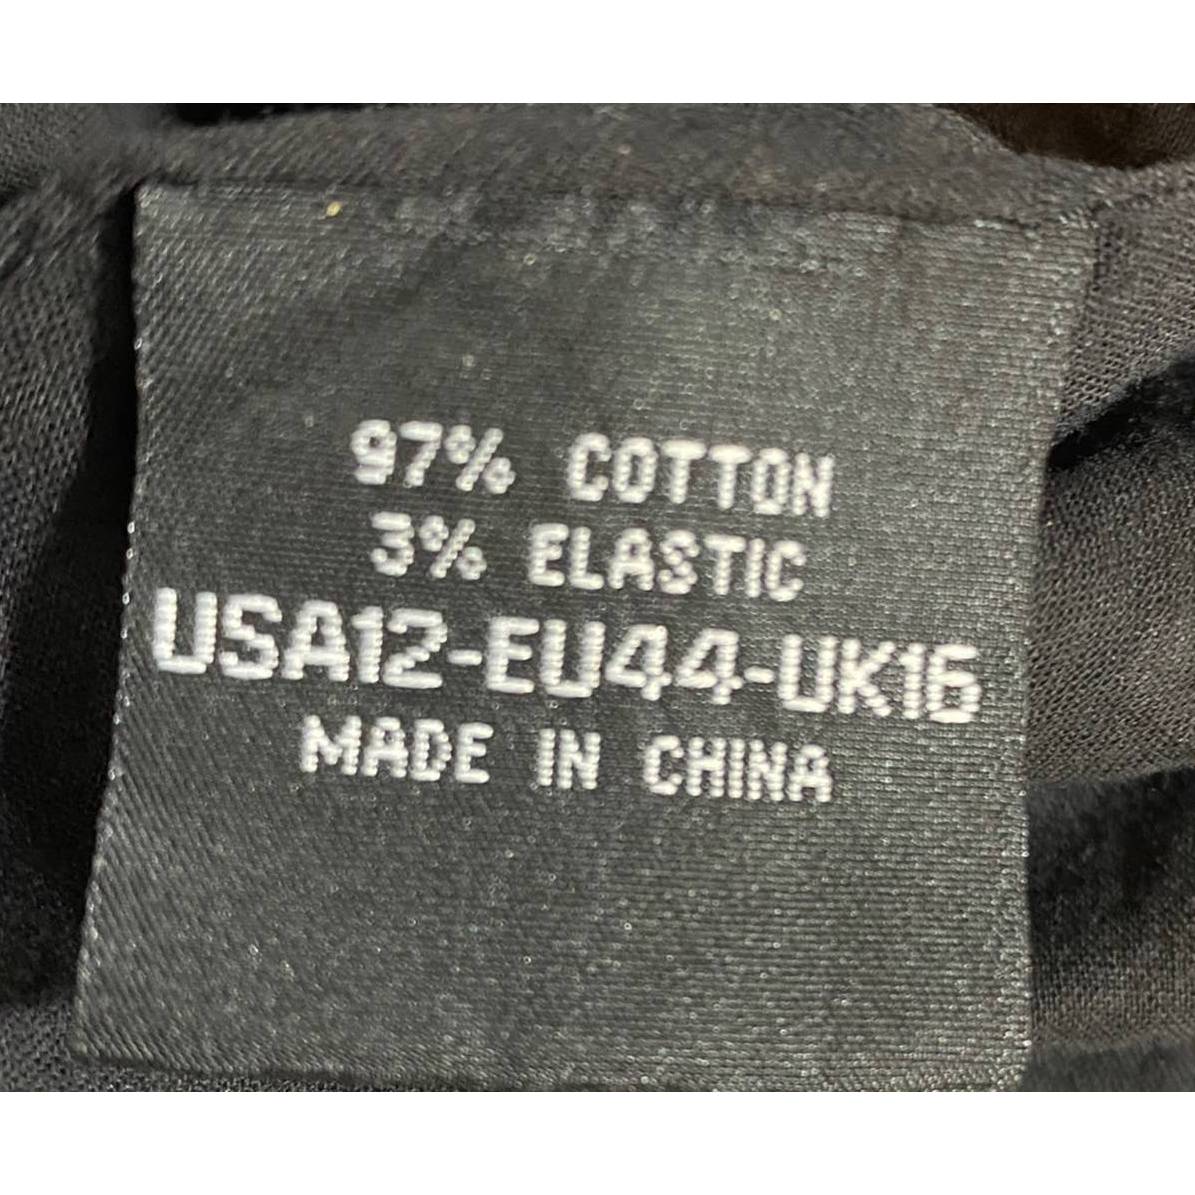 97% COTTON
3% ELASTIC
USA12-EU44-UK16
MADE IN CHINA